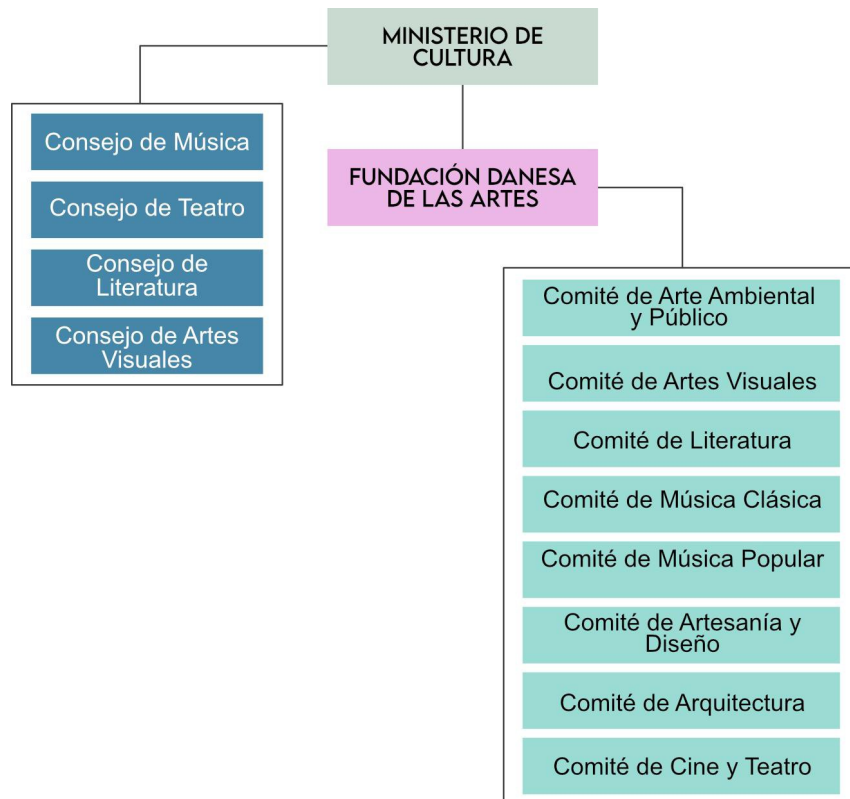 MINISTERIO DE
CULTURA
Consejo de Música
Consejo de Teatro
Consejo de
Literatura
Consejo de Artes
Visuales
FUNDACIÓN DANESA
DE LAS ARTES
Comité de Arte Ambiental
y Público
Comité de Artes Visuales
Comité de Literatura
Comité de Música Clásica
Comité de Música Popular
Comité de Artesanía y
Diseño
Comité de Arquitectura
Comité de Cine y Teatro